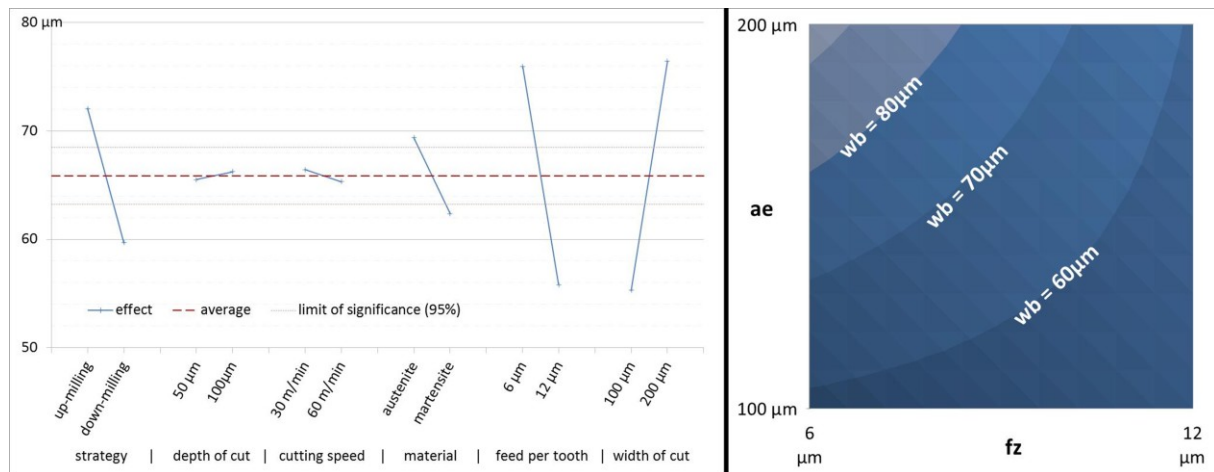 80 µm
70
60
50
effect
average
limit of significance (95%)
up-milling
down-milling
50 µm
100µm
30 m/min
60 m/min
austenite
martensite
6 µm
12 µm
100 µm
200 µm
strategy | depth of cut | cutting speed | material | feed per tooth | width of cut
200 µm
ae
100 µm
wb = 80µm
wb = 70µm
wb = 60µm
6
µm
fz
12
µm